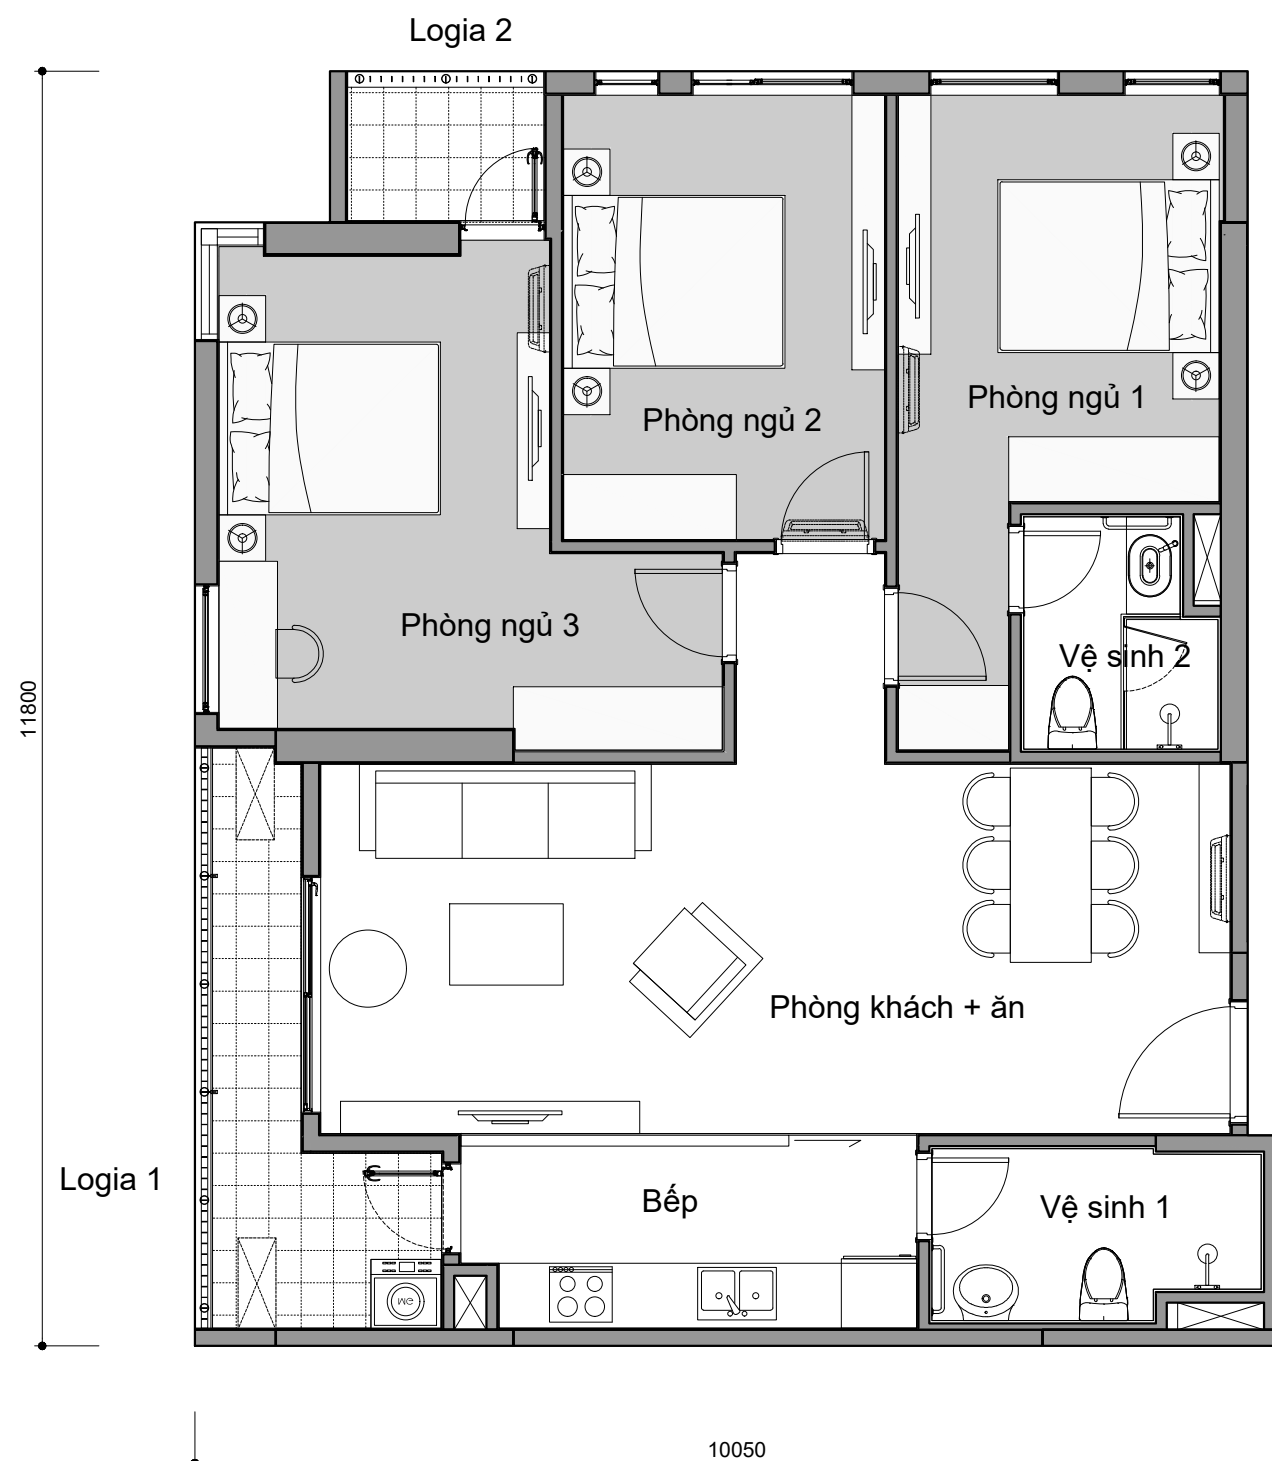 Logia 2
Phòng ngủ 1
Phòng ngủ 2
Phòng ngủ 3
Vệ sinh 2
11800
Phòng khách + ăn
Logia 1
Bếp
Vệ sinh 1
10050